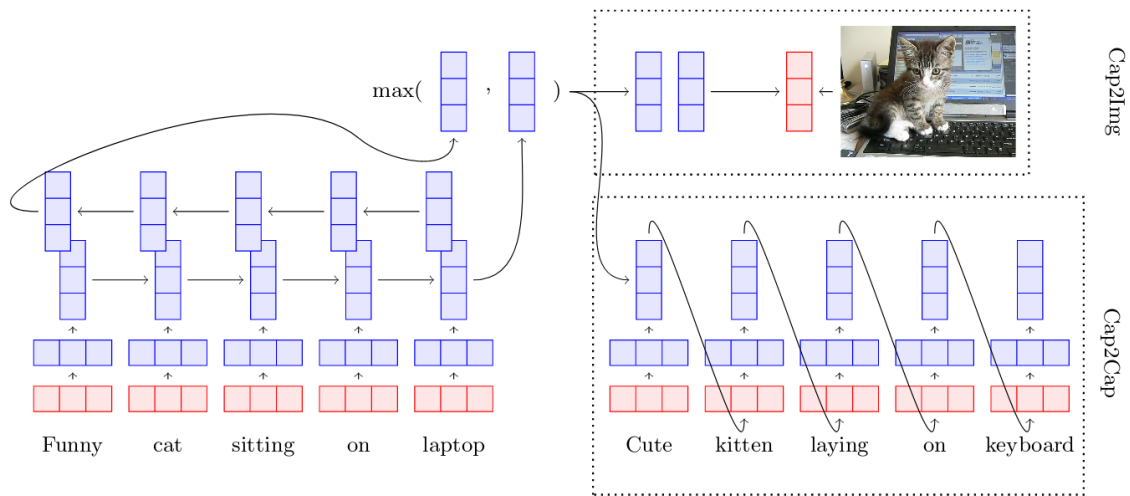 max( , )
Cap2Img
Funny cat sitting on laptop
Cute kitten laying on keyboard
Cap2Cap